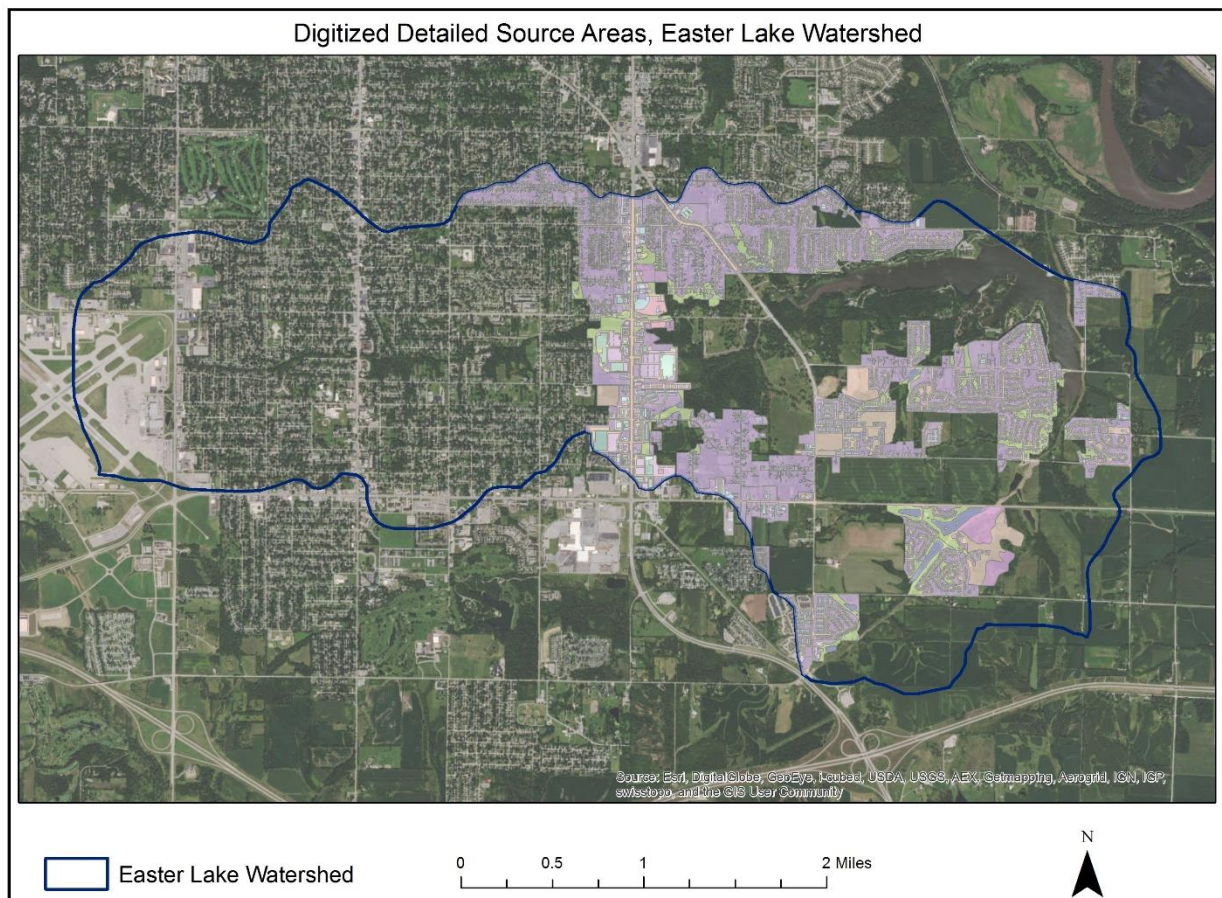 Digitized Detailed Source Areas, Easter Lake Watershed
Source: Esri, DigitalGlobe, GeoEye, i-cubed, USDA, USGS, AEX, Getmapping, Aerogrid, IGN, IGP,
swisstopo, and the GIS User Community
N
0 0.5 1 2 Miles
Easter Lake Watershed